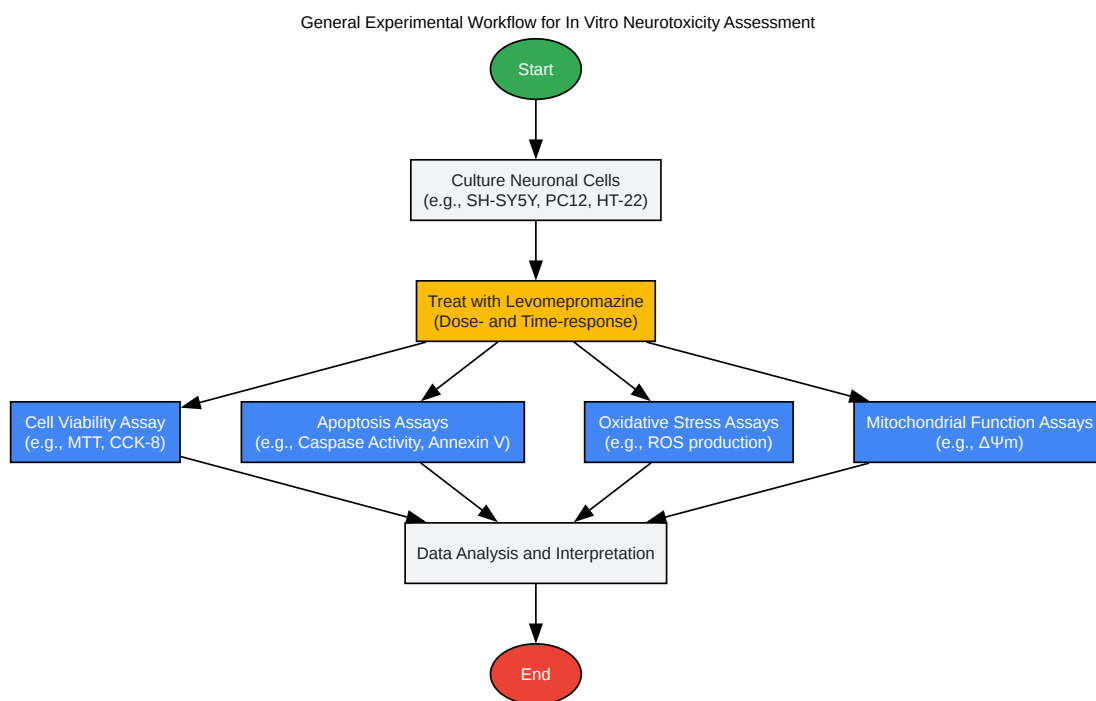 General Experimental Workflow for In Vitro Neurotoxicity Assessment
Start
Culture Neuronal Cells
(e.g., SH-SY5Y, PC12, HT-22)
Treat with Levomepromazine
(Dose- and Time-response)
Cell Viability Assay
(e.g., MTT, CCK-8)
Apoptosis Assays
(e.g., Caspase Activity, Annexin V)
Oxidative Stress Assays
(e.g., ROS production)
Mitochondrial Function Assays
(e.g., ΔΨm)
Data Analysis and Interpretation
End